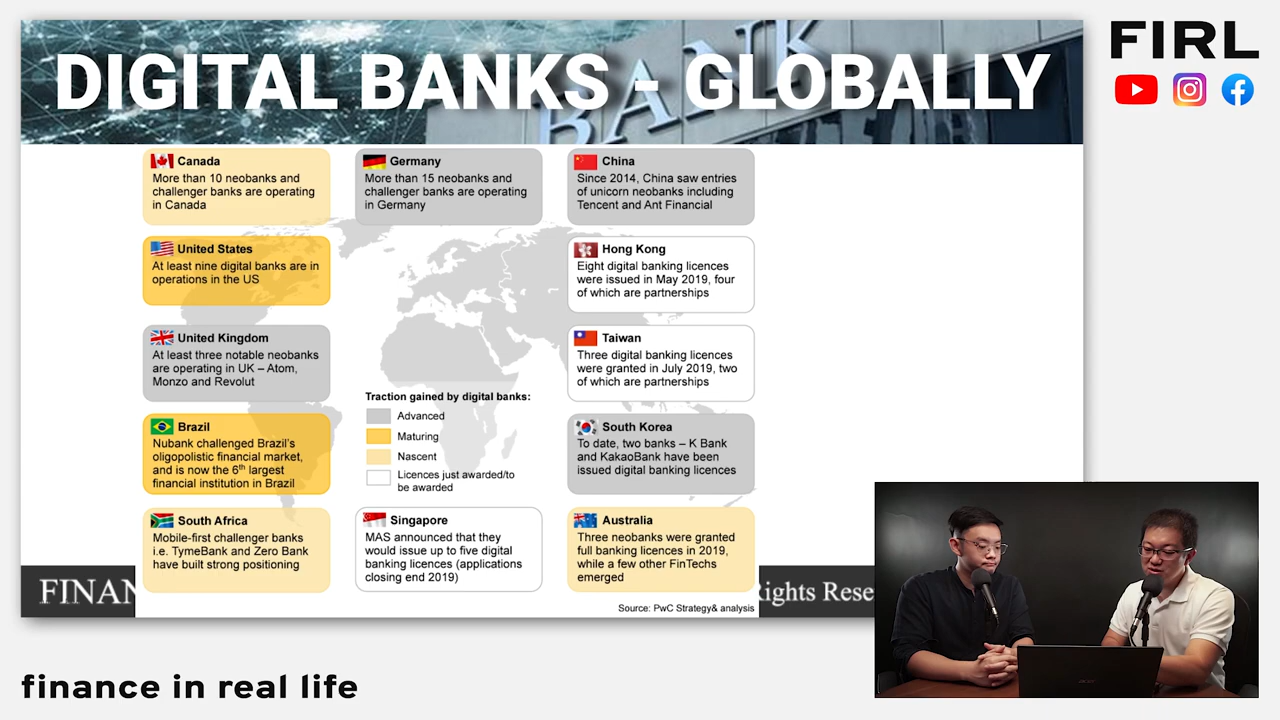 DIGITAL BANKS - GLOBALLY
BANK
FIRL
Canada
More than 10 neobanks and
challenger banks are operating
in Canada
Germany
More than 15 neobanks and
challenger banks are operating
in Germany
China
Since 2014, China saw entries
of unicorn neobanks including
Tencent and Ant Financial
United States
At least nine digital banks are in
operations in the US
Hong Kong
Eight digital banking licences
were issued in May 2019, four
of which are partnerships
United Kingdom
At least three notable neobanks
are operating in UK – Atom,
Monzo and Revolut
Taiwan
Three digital banking licences
were granted in July 2019, two
of which are partnerships
Traction gained by digital banks:
Advanced
Maturing
Nascent
Licences just awarded/to
be awarded
Brazil
Nubank challenged Brazil's
oligopolistic financial market,
and is now the 6th largest
financial institution in Brazil
South Korea
To date, two banks – K Bank
and KakaoBank have been
issued digital banking licences
South Africa
Mobile-first challenger banks
i.e. TymeBank and Zero Bank
have built strong positioning
Singapore
MAS announced that they
would issue up to five digital
banking licences (applications
closing end 2019)
Australia
Three neobanks were granted
full banking licences in 2019,
while a few other FinTechs
emerged
Source: PwC Strategy& analysis
FINAN
Rights Rese
finance in real life